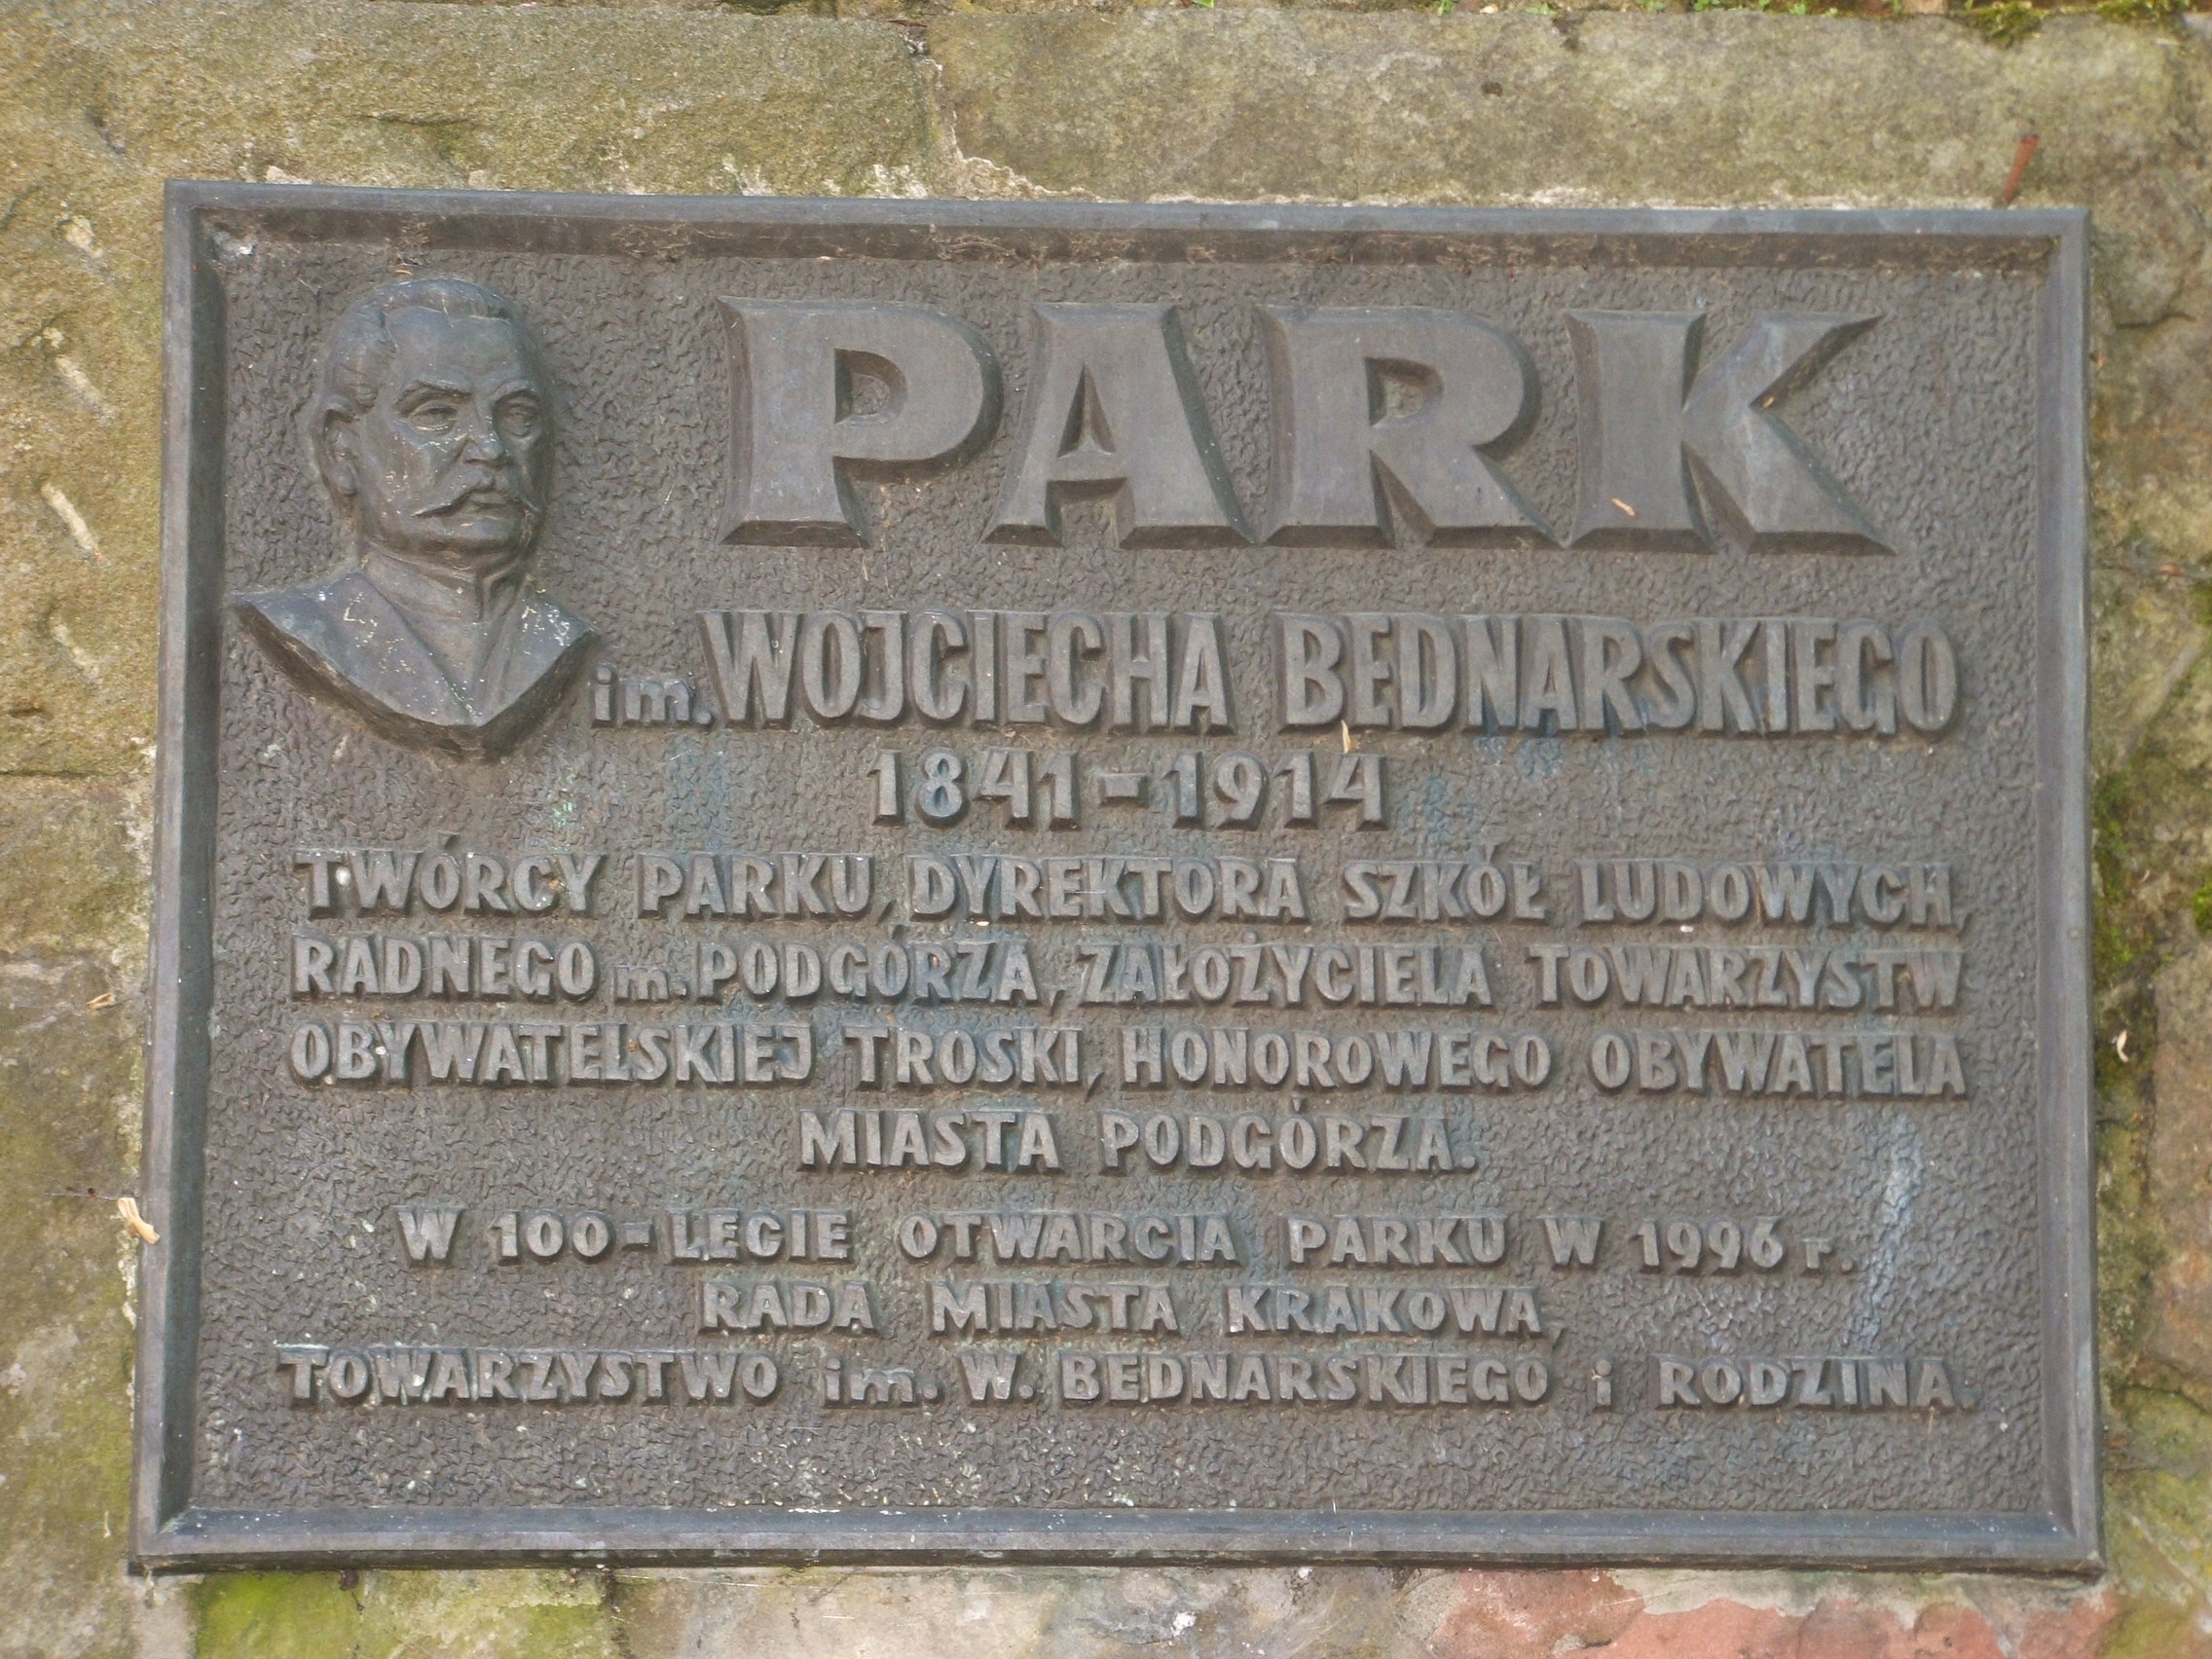 PARK
im. WOJCIECHA BEDNARSKIEGO
1841-1914
TWÓRCY PARKU, DYREKTORA SZKÓŁ LUDOWYCH,
RADNEGO m. PODGÓRZA, ZAŁOŻYCIELA TOWARZYSTW
OBYWATELSKIEJ TROSKI, HONOROWEGO OBYWATELA
MIASTA PODGÓRZA.
W 100-LECIE OTWARCIA PARKU W 1996 r.
RADA MIASTA KRAKOWA,
TOWARZYSTWO im. W. BEDNARSKIEGO i RODZINA.